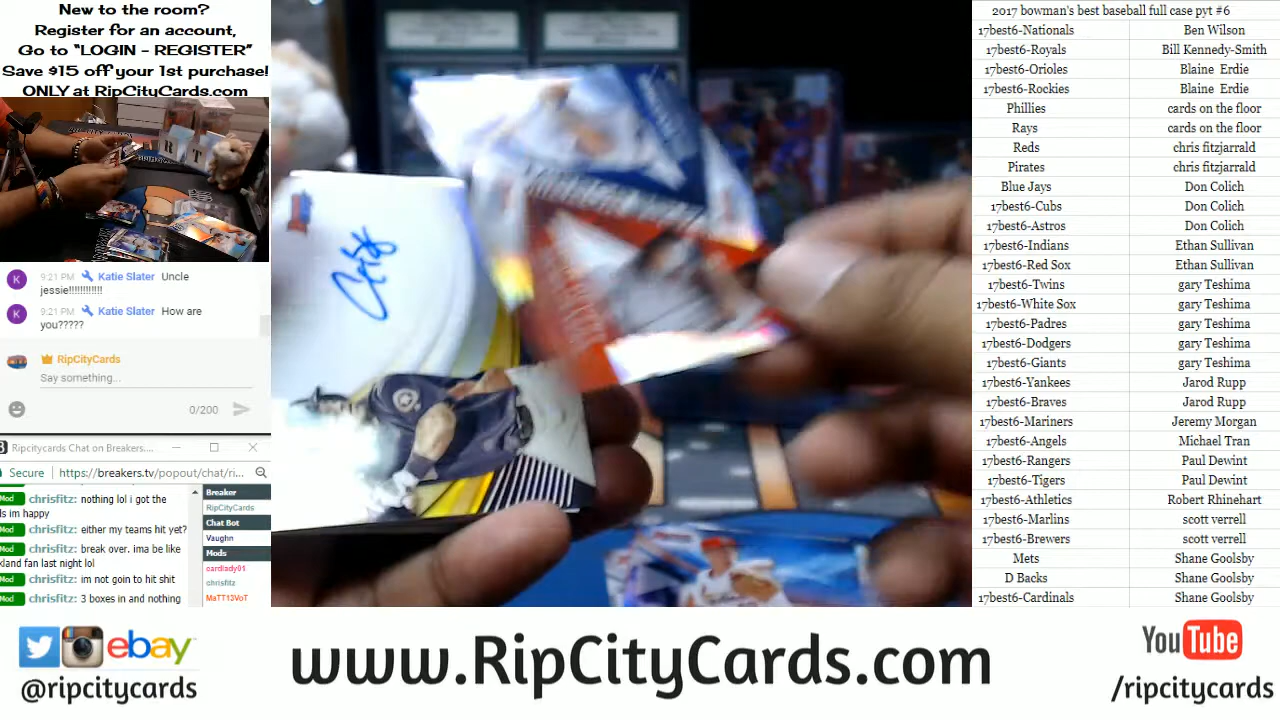 New to the room?
Register for an account,
Go to “LOGIN - REGISTER”
Save $15 off your 1st purchase!
ONLY at RipCityCards.com
K 9:21 PM Katie Slater Uncle
jessie!!!!!!!!!!!!
K 9:21 PM Katie Slater How are
you?????
RipCityCards
Say something...
0/200
Ripcitycards Chat on Breakers....
Secure https://breakers.tv/popout/chat/ri...
Mod chrisfitz: nothing lol i got the
ds im happy
Mod chrisfitz: either my teams hit yet?
Mod chrisfitz: break over. ima be like
kland fan last night lol
Mod chrisfitz: im not goin to hit shit
Mod chrisfitz: 3 boxes in and nothing
Breaker
RipCityCards
Chat Bot
Vaughn
Mods
cardlady01
chrisfitz
MaTT13VoT
2017 bowman's best baseball full case pyt #6
17best6-Nationals Ben Wilson
17best6-Royals Bill Kennedy-Smith
17best6-Orioles Blaine Erdie
17best6-Rockies Blaine Erdie
Phillies cards on the floor
Rays cards on the floor
Reds chris fitzjarrald
Pirates chris fitzjarrald
Blue Jays Don Colich
17best6-Cubs Don Colich
17best6-Astros Don Colich
17best6-Indians Ethan Sullivan
17best6-Red Sox Ethan Sullivan
17best6-Twins gary Teshima
17best6-White Sox gary Teshima
17best6-Padres gary Teshima
17best6-Dodgers gary Teshima
17best6-Giants gary Teshima
17best6-Yankees Jarod Rupp
17best6-Braves Jarod Rupp
17best6-Mariners Jeremy Morgan
17best6-Angels Michael Tran
17best6-Rangers Paul Dewint
17best6-Tigers Paul Dewint
17best6-Athletics Robert Rhinehart
17best6-Marlins scott verrell
17best6-Brewers scott verrell
Mets Shane Goolsby
D Backs Shane Goolsby
17best6-Cardinals Shane Goolsby
ebay
@ripcitycards
www.RipCityCards.com
YouTube
/ripcitycards